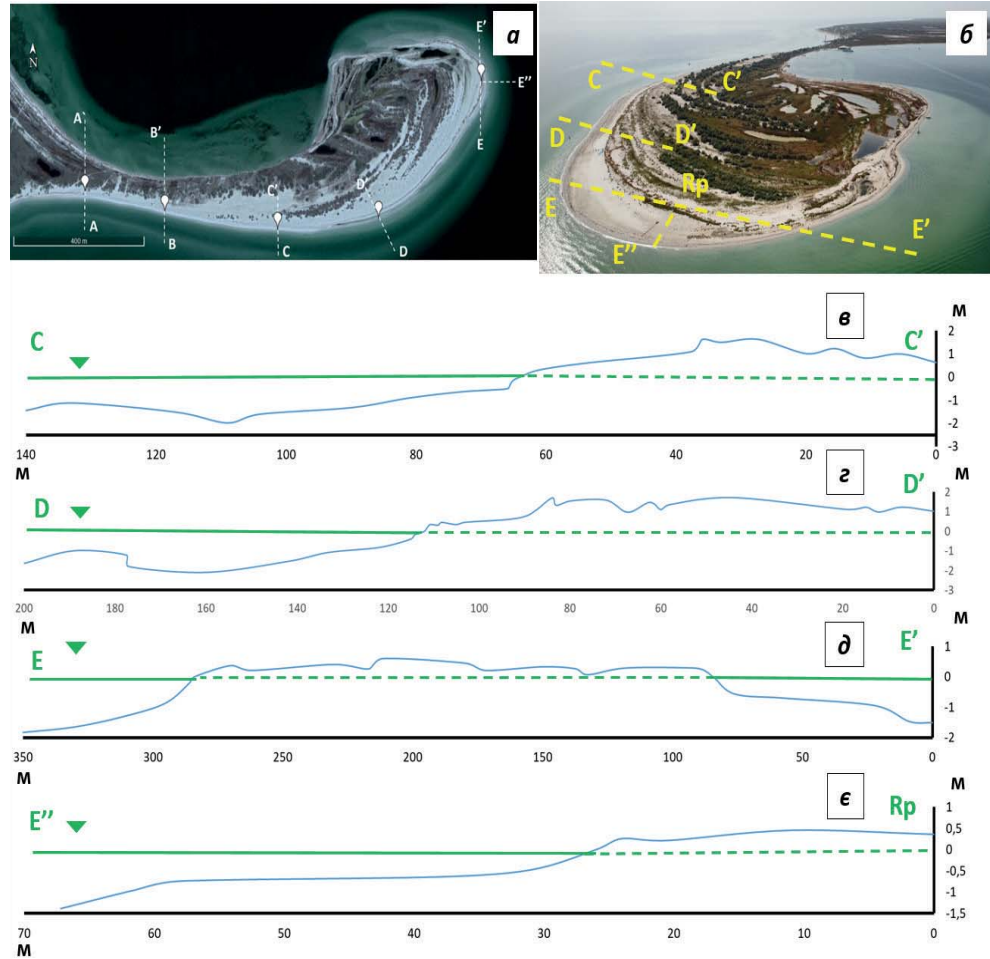 а
N
A’
A
B’
B
C’
C
D’
D
E’
E’’
E
400 m
б
C
C’
D
D’
Rp
E
E’
E’’
в
C
C’
М
2
1
0
-1
-2
-3
140 120 100 80 60 40 20 0
М
г
D
D’
М
2
1
0
-1
-2
-3
200 180 160 140 120 100 80 60 40 20 0
М
д
E
E’
М
1
0
-1
-2
350 300 250 200 150 100 50 0
М
є
E’’
Rp
М
1
0,5
0
-0,5
-1
-1,5
70 60 50 40 30 20 10 0
М